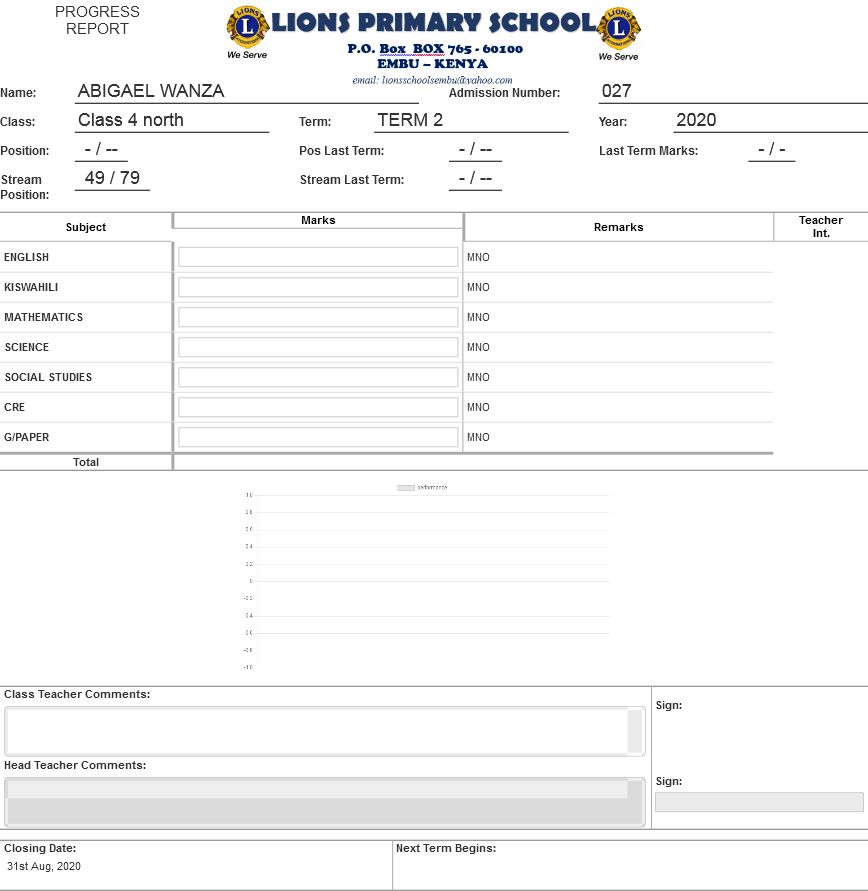 PROGRESS
REPORT
LIONS PRIMARY SCHOOL
We Serve
We Serve
P.O. Box BOX 765 - 60100
EMBU – KENYA
email: lionsschoolsembu@yahoo.com
Name: ABIGAEL WANZA Admission Number: 027
Class: Class 4 north Term: TERM 2 Year: 2020
Position: - / -- Pos Last Term: - / -- Last Term Marks: - / -
Stream Position: 49 / 79 Stream Last Term: - / --
Subject Marks Remarks Teacher Int.
ENGLISH MNO
KISWAHILI MNO
MATHEMATICS MNO
SCIENCE MNO
SOCIAL STUDIES MNO
CRE MNO
G/PAPER MNO
Total
performance
1.0
0.8
0.6
0.4
0.2
0
-0.2
0.4
0.6
-0.8
-1.0
Class Teacher Comments:
Sign:
Head Teacher Comments:
Sign:
Closing Date: Next Term Begins:
31st Aug, 2020